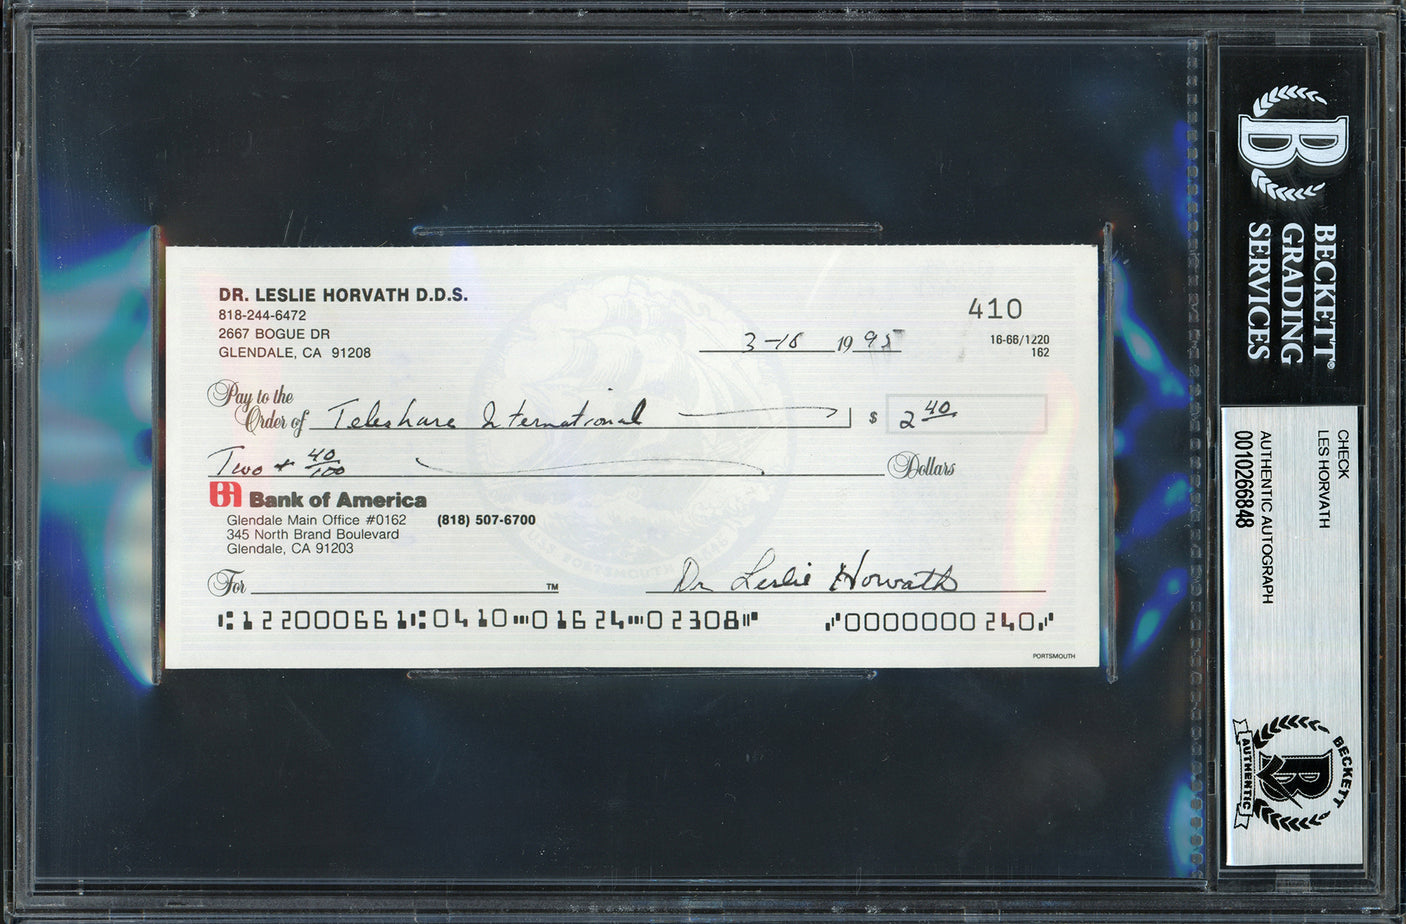 DR. LESLIE HORVATH D.D.S.
818-244-6472
2667 BOGUE DR
GLENDALE, CA 91208
410
3-16 1995
16-66/1220
162
Pay to the
Order of Teleshare International $ 2 40
Two + 40/100 Dollars
BA Bank of America
Glendale Main Office #0162 (818) 507-6700
345 North Brand Boulevard
Glendale, CA 91203
For TM Dr Leslie Horvath
⑆122000661⑆0410⑉01624⑉02308⑈ ⑇0000000240⑇
PORTSMOUTH
B
BECKETT®
GRADING
SERVICES
CHECK
LES HORVATH
AUTHENTIC AUTOGRAPH
0010266848
BECKETT
B
AUTHENTIC